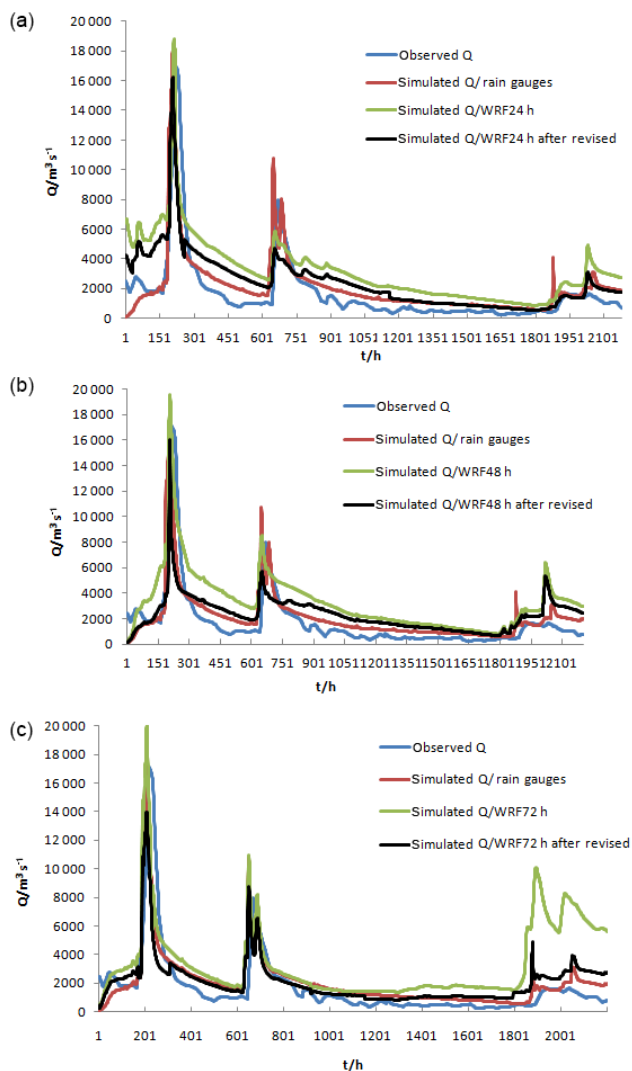 (a)
20 000
18 000
16 000
14 000
12 000
10 000
8000
6000
4000
2000
0
Q/m³ s⁻¹
Observed Q
Simulated Q/rain gauges
Simulated Q/WRF24 h
Simulated Q/WRF24 h after revised
1 151 301 451 601 751 901 1051 1201 1351 1501 1651 1801 1950 2101
t/h
(b)
20 000
18 000
16 000
14 000
12 000
10 000
8000
6000
4000
2000
0
Q/m³ s⁻¹
Observed Q
Simulated Q/rain gauges
Simulated Q/WRF48 h
Simulated Q/WRF48 h after revised
1 151 301 451 601 751 901 1051 1201 1351 1501 1651 1800 1951 2101
t/h
(c)
20 000
18 000
16 000
14 000
12 000
10 000
8000
6000
4000
2000
0
Q/m³ s⁻¹
Observed Q
Simulated Q/rain gauges
Simulated Q/WRF72 h
Simulated Q/WRF72 h after revised
1 201 401 601 801 1001 1201 1401 1601 1801 2001
t/h